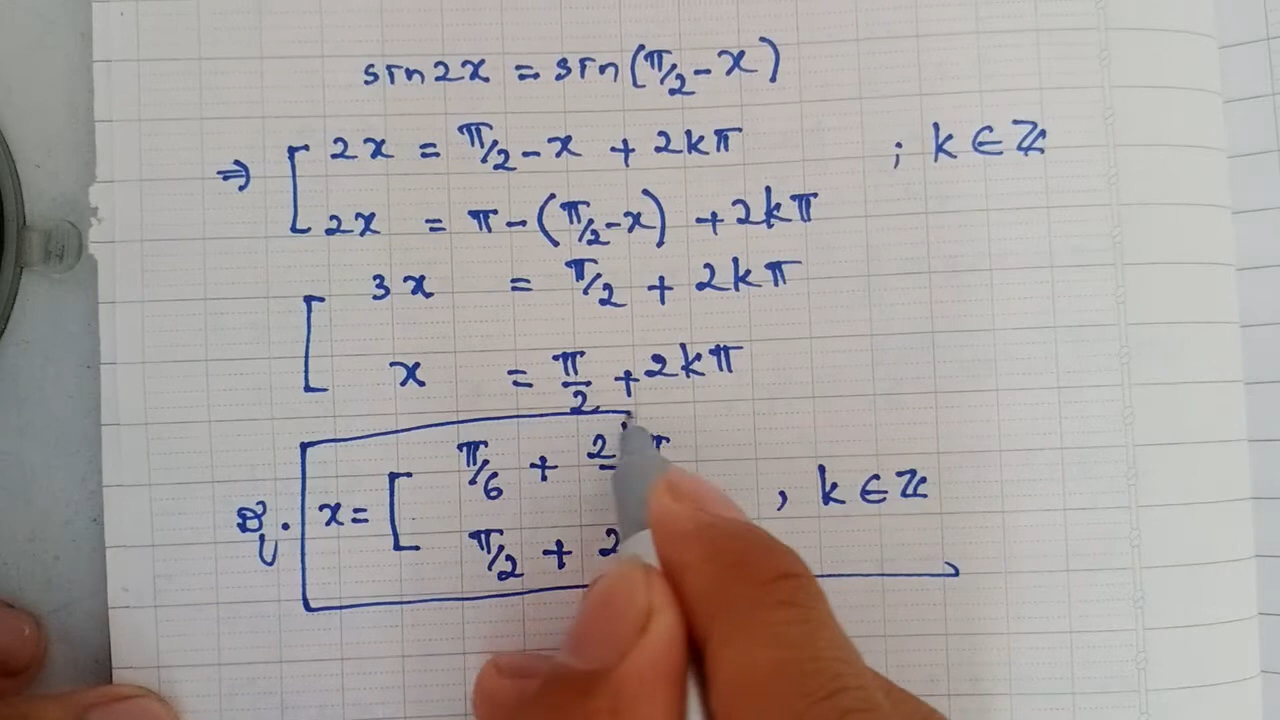 sin2x = sin(π/2 - x)
⇒ [ 2x = π/2 - x + 2kπ ; k ∈ ℤ
2x = π - (π/2 - x) + 2kπ
[ 3x = π/2 + 2kπ
x = π/2 + 2kπ
x = [ π/6 + 2 π , k ∈ ℤ
π/2 + 2